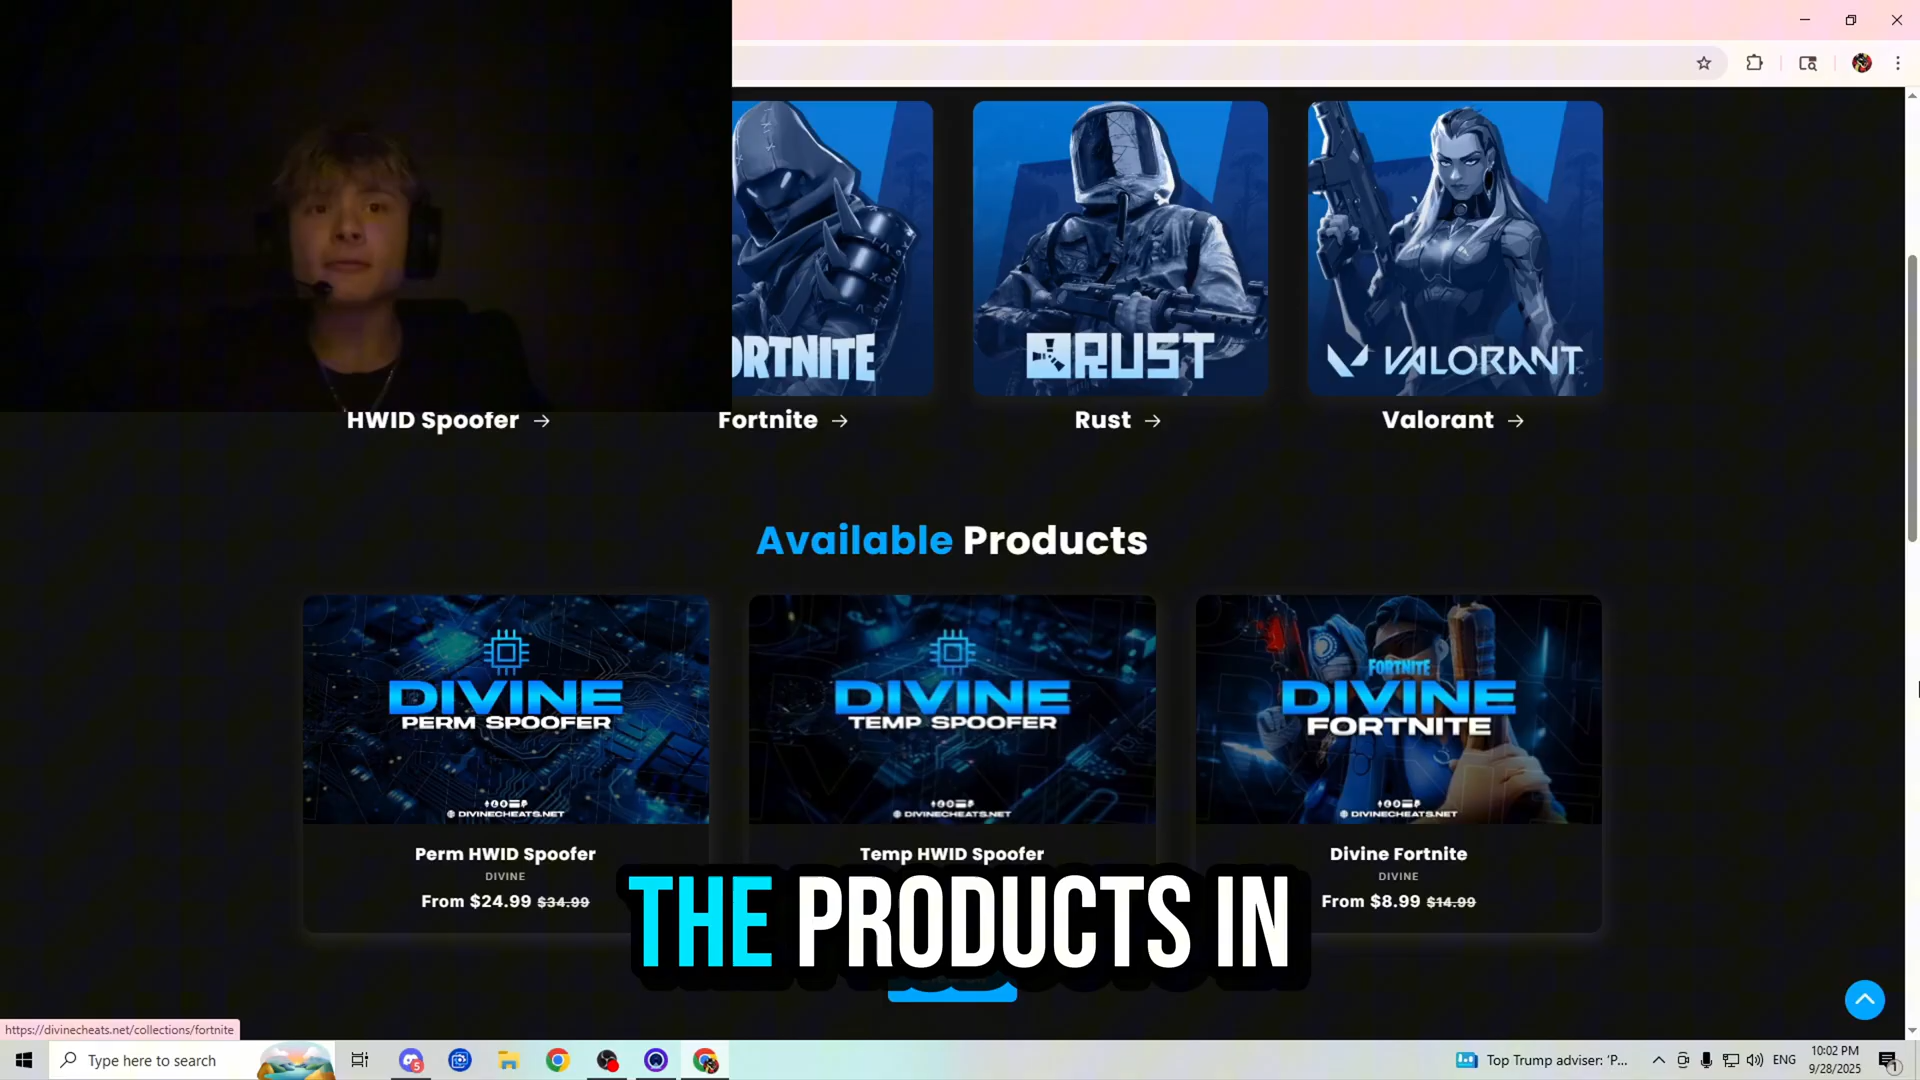 ORTNITE
RUST
VALORANT
HWID Spoofer →
Fortnite →
Rust →
Valorant →
Available Products
DIVINE
PERM SPOOFER
DIVINECHEATS.NET
DIVINE
TEMP SPOOFER
DIVINECHEATS.NET
FORTNITE
DIVINE
FORTNITE
DIVINECHEATS.NET
Perm HWID Spoofer
DIVINE
From $24.99 $34.99
Temp HWID Spoofer
Divine Fortnite
DIVINE
From $8.99 $14.99
THE PRODUCTS IN
https://divinecheats.net/collections/fortnite
Type here to search
5
Top Trump adviser: 'P...
ENG
10:02 PM
9/28/2025
1